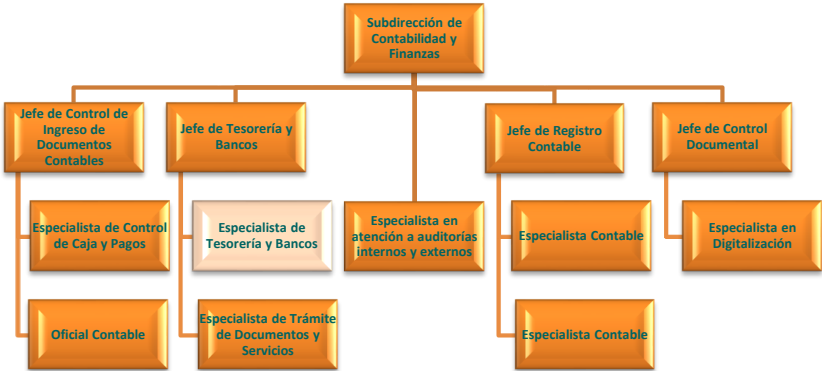 Subdirección de
Contabilidad y
Finanzas
Jefe de Control de
Ingreso de
Documentos
Contables
Jefe de Tesorería y
Bancos
Jefe de Registro
Contable
Jefe de Control
Documental
Especialista de Control
de Caja y Pagos
Especialista de
Tesorería y Bancos
Especialista en
atención a auditorías
internos y externos
Especialista Contable
Especialista en
Digitalización
Oficial Contable
Especialista de Trámite
de Documentos y
Servicios
Especialista Contable